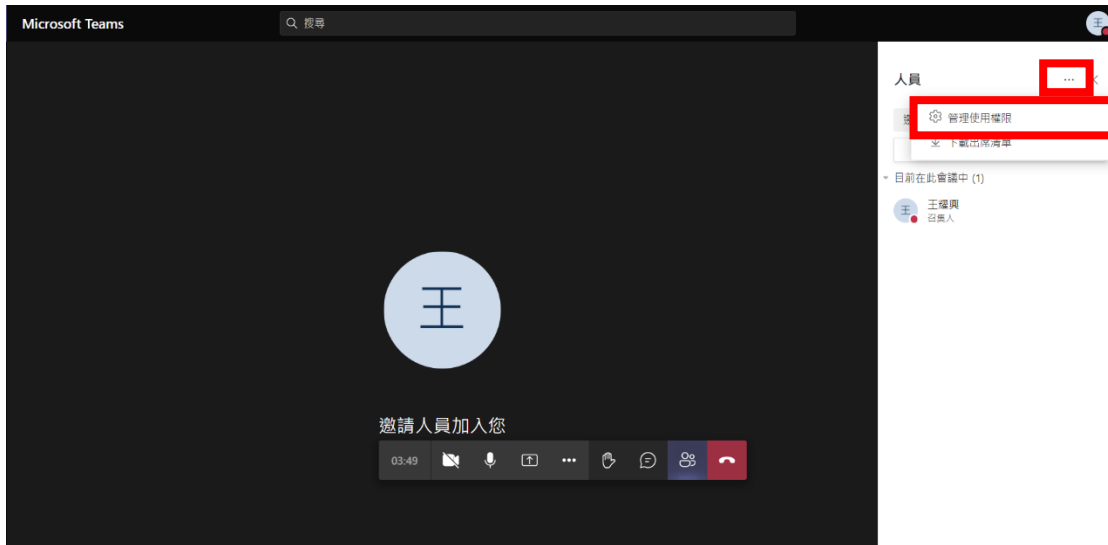 Microsoft Teams
搜尋
王
人員
管理使用權限
下載出席清單
目前在此會議中 (1)
王
王耀興
召集人
王
邀請人員加入您
03:49